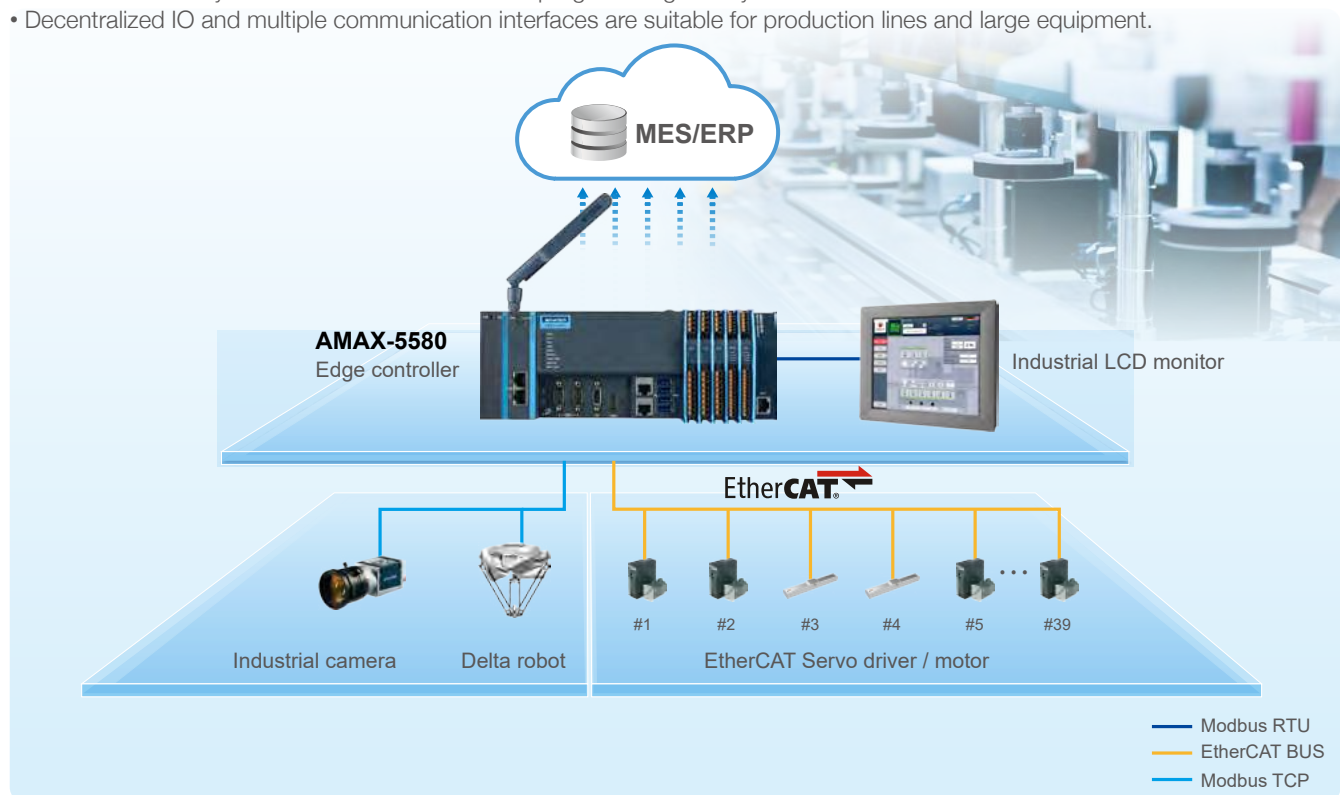 • Decentralized IO and multiple communication interfaces are suitable for production lines and large equipment.
MES/ERP
AMAX-5580
Edge controller
Industrial LCD monitor
EtherCAT®
#1
#2
#3
#4
#5
...
#39
Industrial camera
Delta robot
EtherCAT Servo driver / motor
Modbus RTU
EtherCAT BUS
Modbus TCP